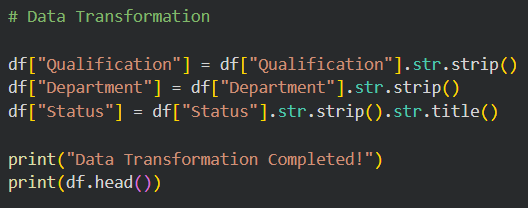 # Data Transformation
df["Qualification"] = df["Qualification"].str.strip()
df["Department"] = df["Department"].str.strip()
df["Status"] = df["Status"].str.strip().str.title()
print("Data Transformation Completed!")
print(df.head())